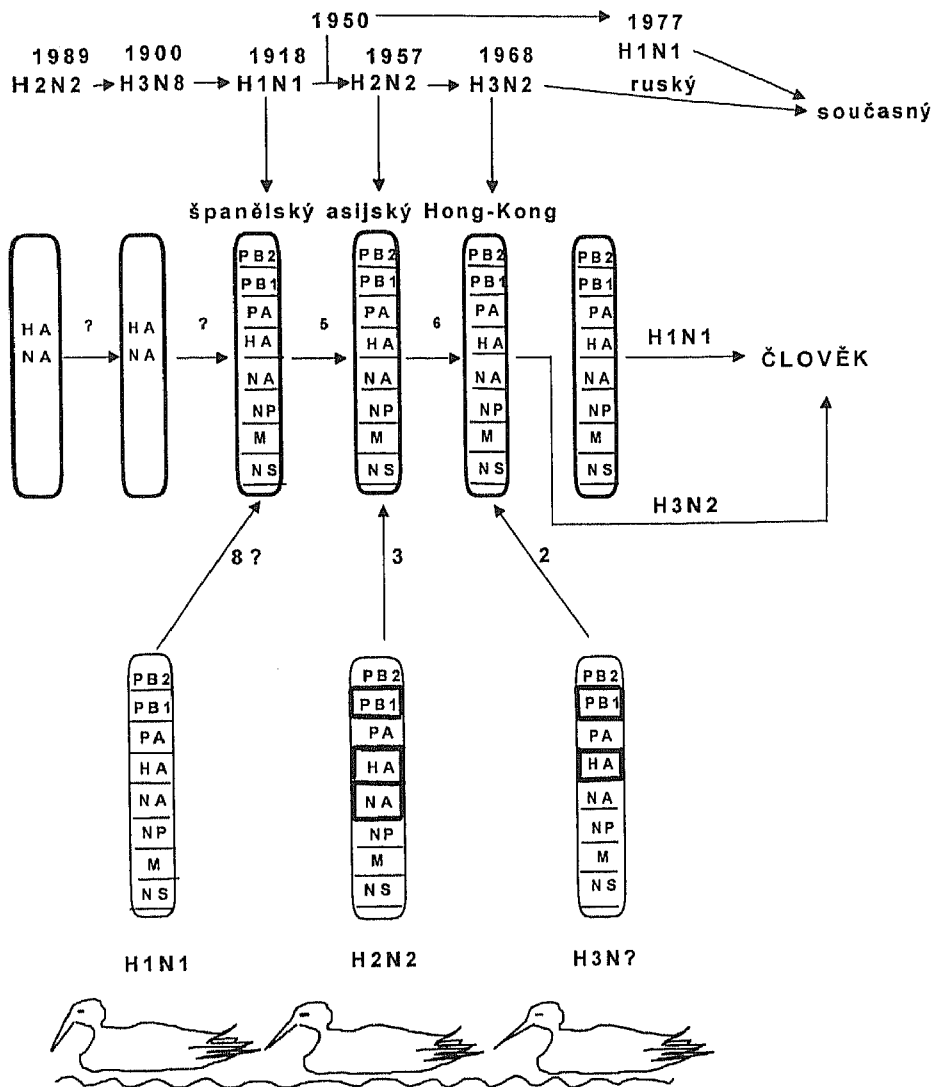 1950
1977
1989 1900 1918 1957 1968 H1N1
H2N2 H3N8 H1N1 H2N2 H3N2 ruský
současný
španělský asijský Hong-Kong
PB2 PB2 PB2 PB2
PB1 PB1 PB1 PB1
PA PA PA PA
HA ? HA ? HA 5 HA 6 HA HA H1N1
NA NA NA NA NA NA ČLOVĚK
NP NP NP NP
M M M M
NS NS NS NS
H3N2
8 ? 3 2
PB2 PB2 PB2
PB1 PB1 PB1
PA PA PA
HA HA HA
NA NA NA
NP NP NP
M M M
NS NS NS
H1N1 H2N2 H3N?